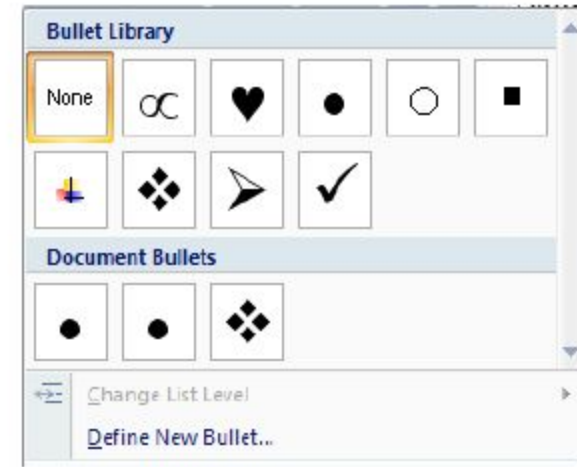 Bullet Library
None
Document Bullets
Change List Level
Define New Bullet...